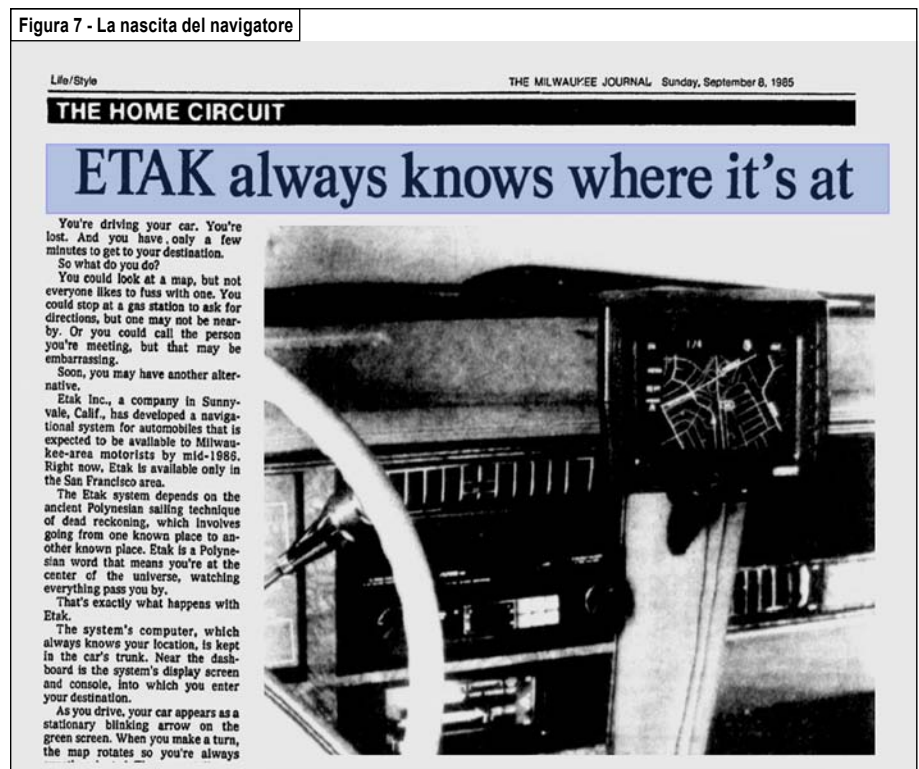 Figura 7 - La nascita del navigatore
Life/Style
THE MILWAUKEE JOURNAL Sunday, September 8, 1985
THE HOME CIRCUIT
ETAK always knows where it's at
You're driving your car. You're
lost. And you have only a few
minutes to get to your destination.
So what do you do?
You could look at a map, but not
everyone likes to fuss with one. You
could stop at a gas station to ask for
directions, but one may not be near-
by. Or you could call the person
you're meeting, but that may be
embarrassing.
Soon, you may have another alter-
native.
Etak Inc., a company in Sunny-
vale, Calif., has developed a naviga-
tional system for automobiles that is
expected to be available to Milwau-
kee-area motorists by mid-1986.
Right now, Etak is available only in
the San Francisco area.
The Etak system depends on the
ancient Polynesian sailing technique
of dead reckoning, which involves
going from one known place to an-
other known place. Etak is a Polyne-
sian word that means you're at the
center of the universe, watching
everything pass you by.
That's exactly what happens with
Etak.
The system's computer, which
always knows your location, is kept
in the car's trunk. Near the dash-
board is the system's display screen
and console, into which you enter
your destination.
As you drive, your car appears as a
stationary blinking arrow on the
green screen. When you make a turn,
the map rotates so you're always